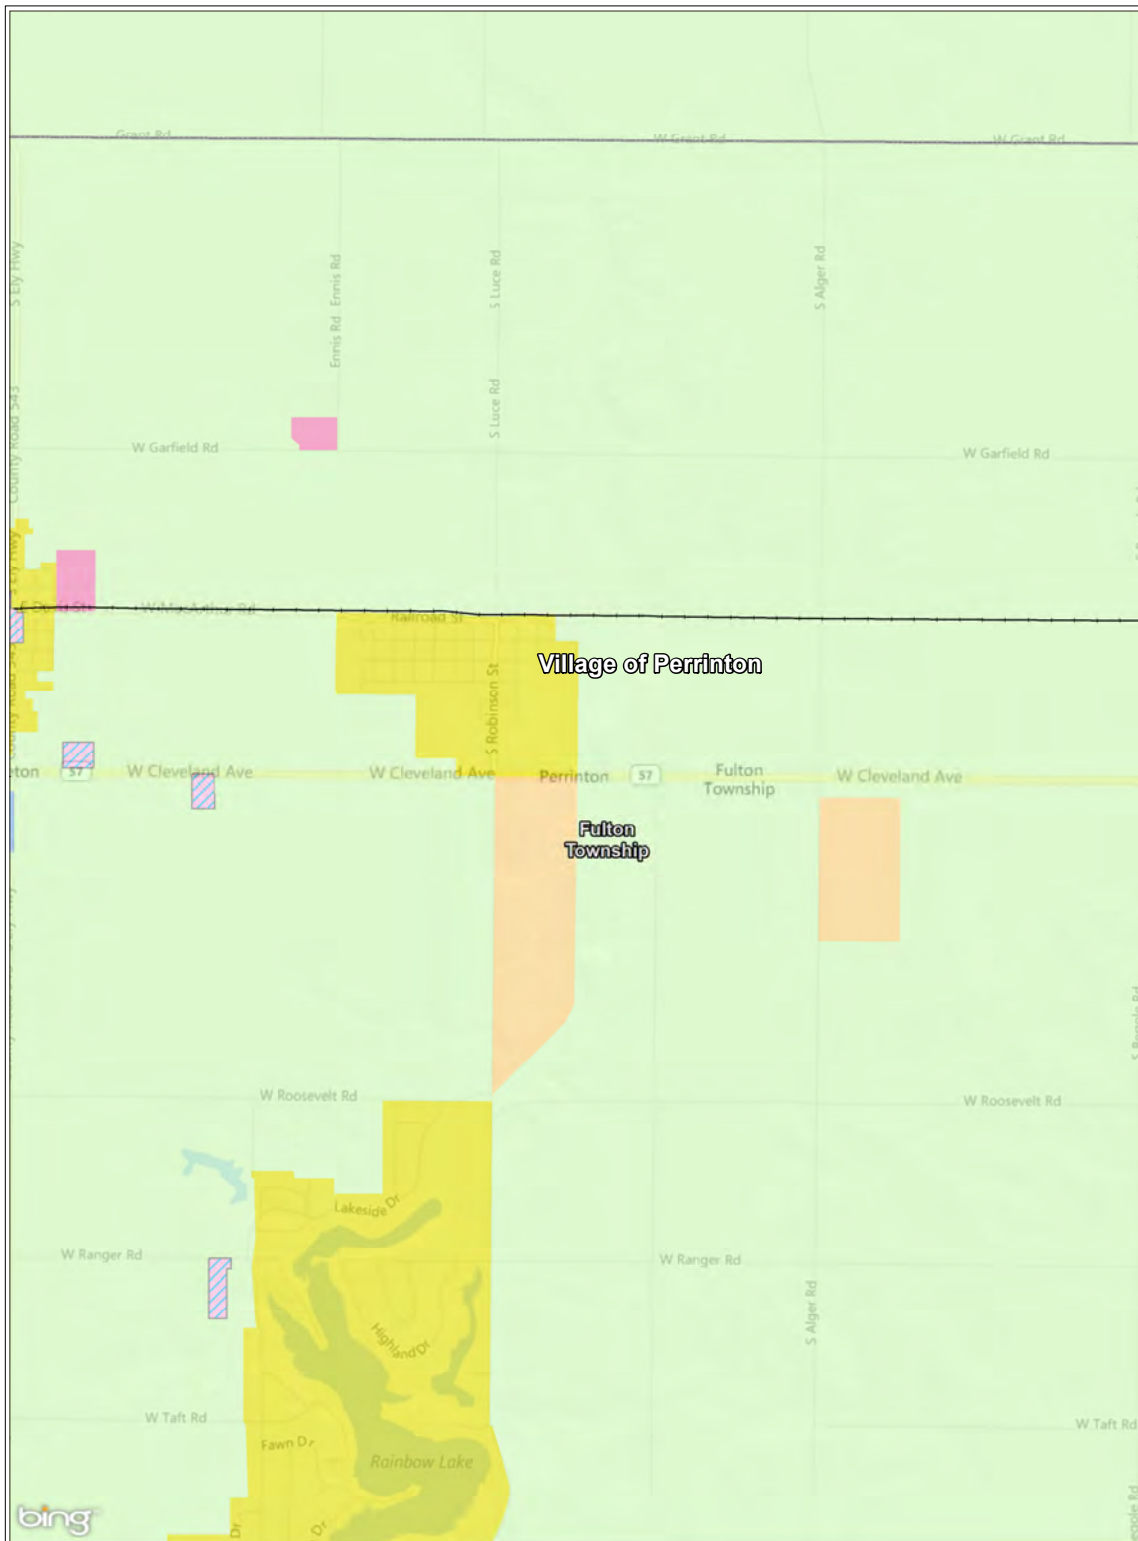 Grant Rd
W Grant Rd
W Grant Rd
S Ely Hwy
Ennis Rd
Ennis Rd
S Luce Rd
S Luce Rd
S Alger Rd
County Road 543
W Garfield Rd
W Garfield Rd
W MacArthur Rd
Railroad St
Village of Perrinton
S Robinson St
57
W Cleveland Ave
W Cleveland Ave
Perrinton
57
Fulton
Township
W Cleveland Ave
Fulton
Township
W Roosevelt Rd
W Roosevelt Rd
Lakeside Dr
W Ranger Rd
W Ranger Rd
Highland Dr
S Alger Rd
W Taft Rd
W Taft Rd
Fawn Dr
Rainbow Lake
bing
Dr
Dr